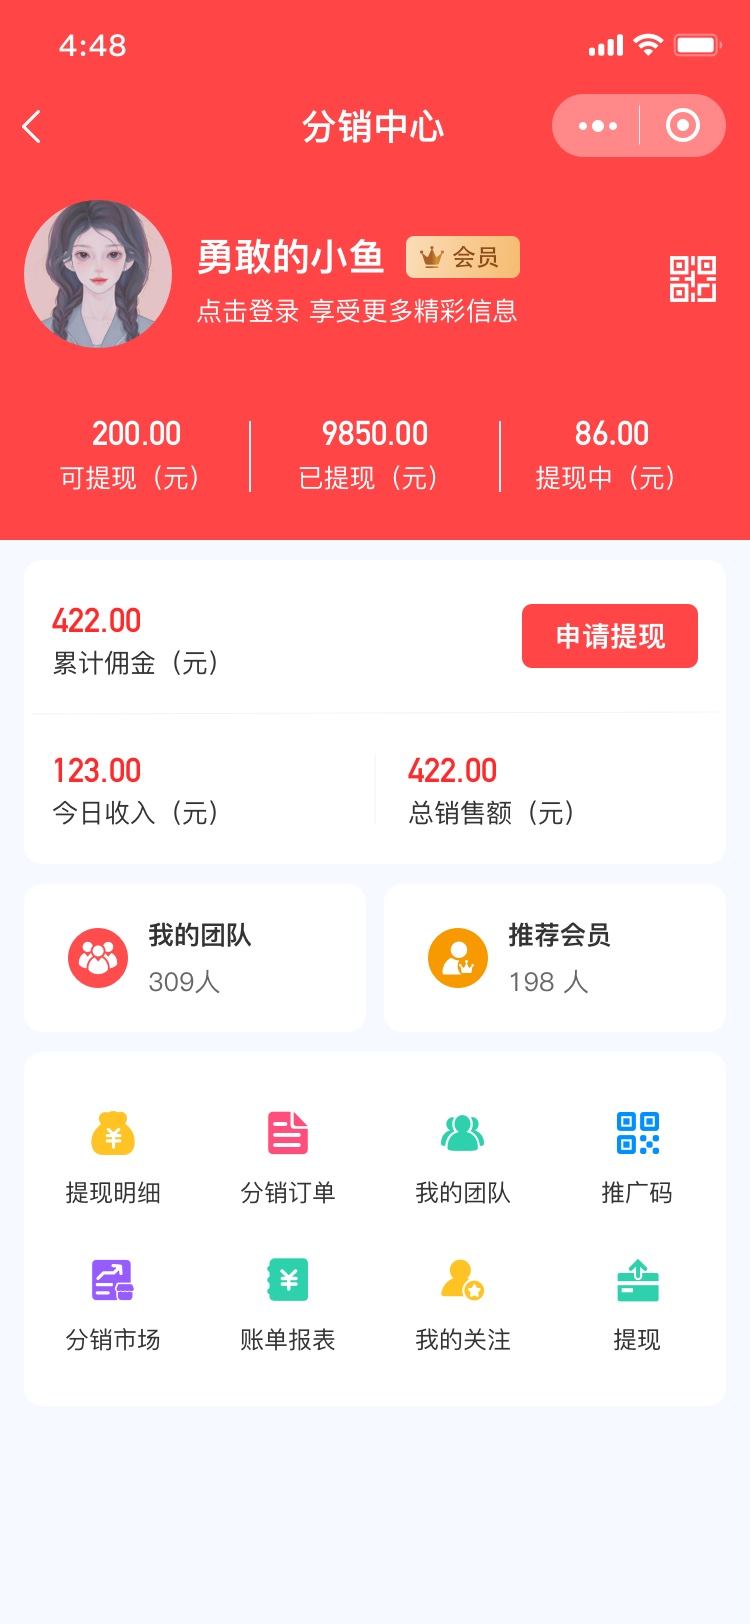 4:48
分销中心
勇敢的小鱼 会员
点击登录 享受更多精彩信息
200.00 9850.00 86.00
可提现（元） 已提现（元） 提现中（元）
422.00
累计佣金（元）
申请提现
123.00 422.00
今日收入（元） 总销售额（元）
我的团队 推荐会员
309人 198 人
提现明细 分销订单 我的团队 推广码
分销市场 账单报表 我的关注 提现